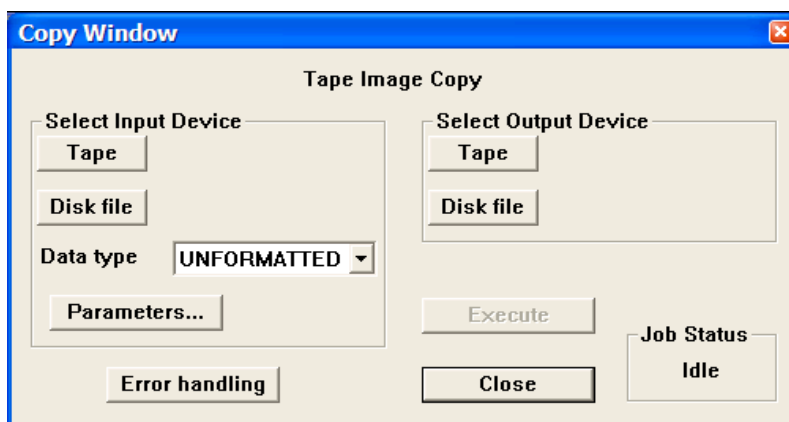 Copy Window
Tape Image Copy
Select Input Device
Tape
Disk file
Data type UNFORMATTED
Parameters...
Error handling
Select Output Device
Tape
Disk file
Execute
Close
Job Status
Idle